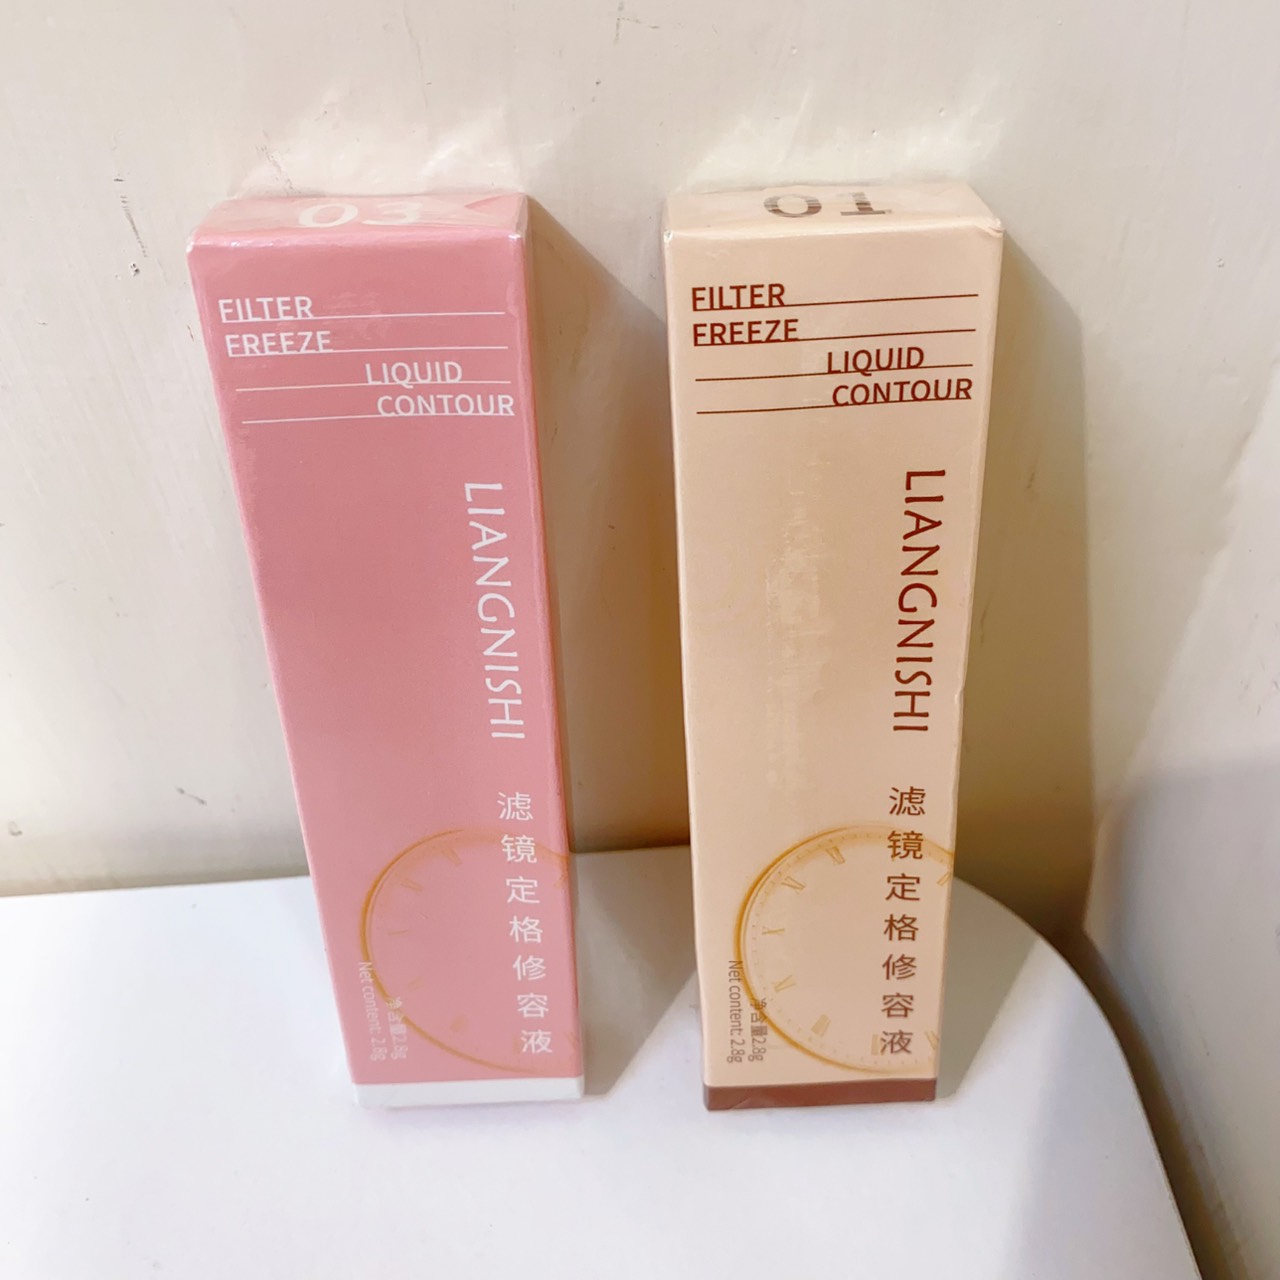 03
FILTER
FREEZE
LIQUID
CONTOUR
LIANGNISHI
滤镜定格修容液
净含量2.8g
Net content: 2.8g
01
FILTER
FREEZE
LIQUID
CONTOUR
LIANGNISHI
滤镜定格修容液
净含量2.8g
Net content: 2.8g